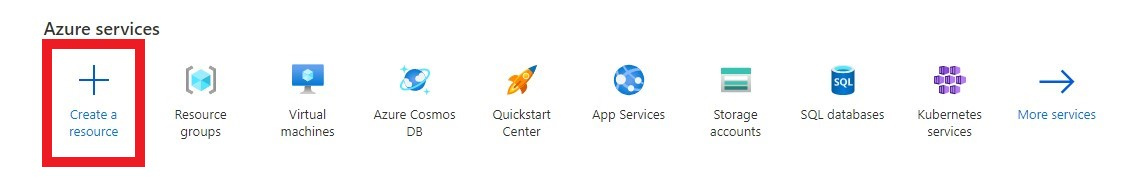 Azure services
Create a
resource
Resource
groups
Virtual
machines
Azure Cosmos
DB
Quickstart
Center
App Services
Storage
accounts
SQL
SQL databases
Kubernetes
services
More services